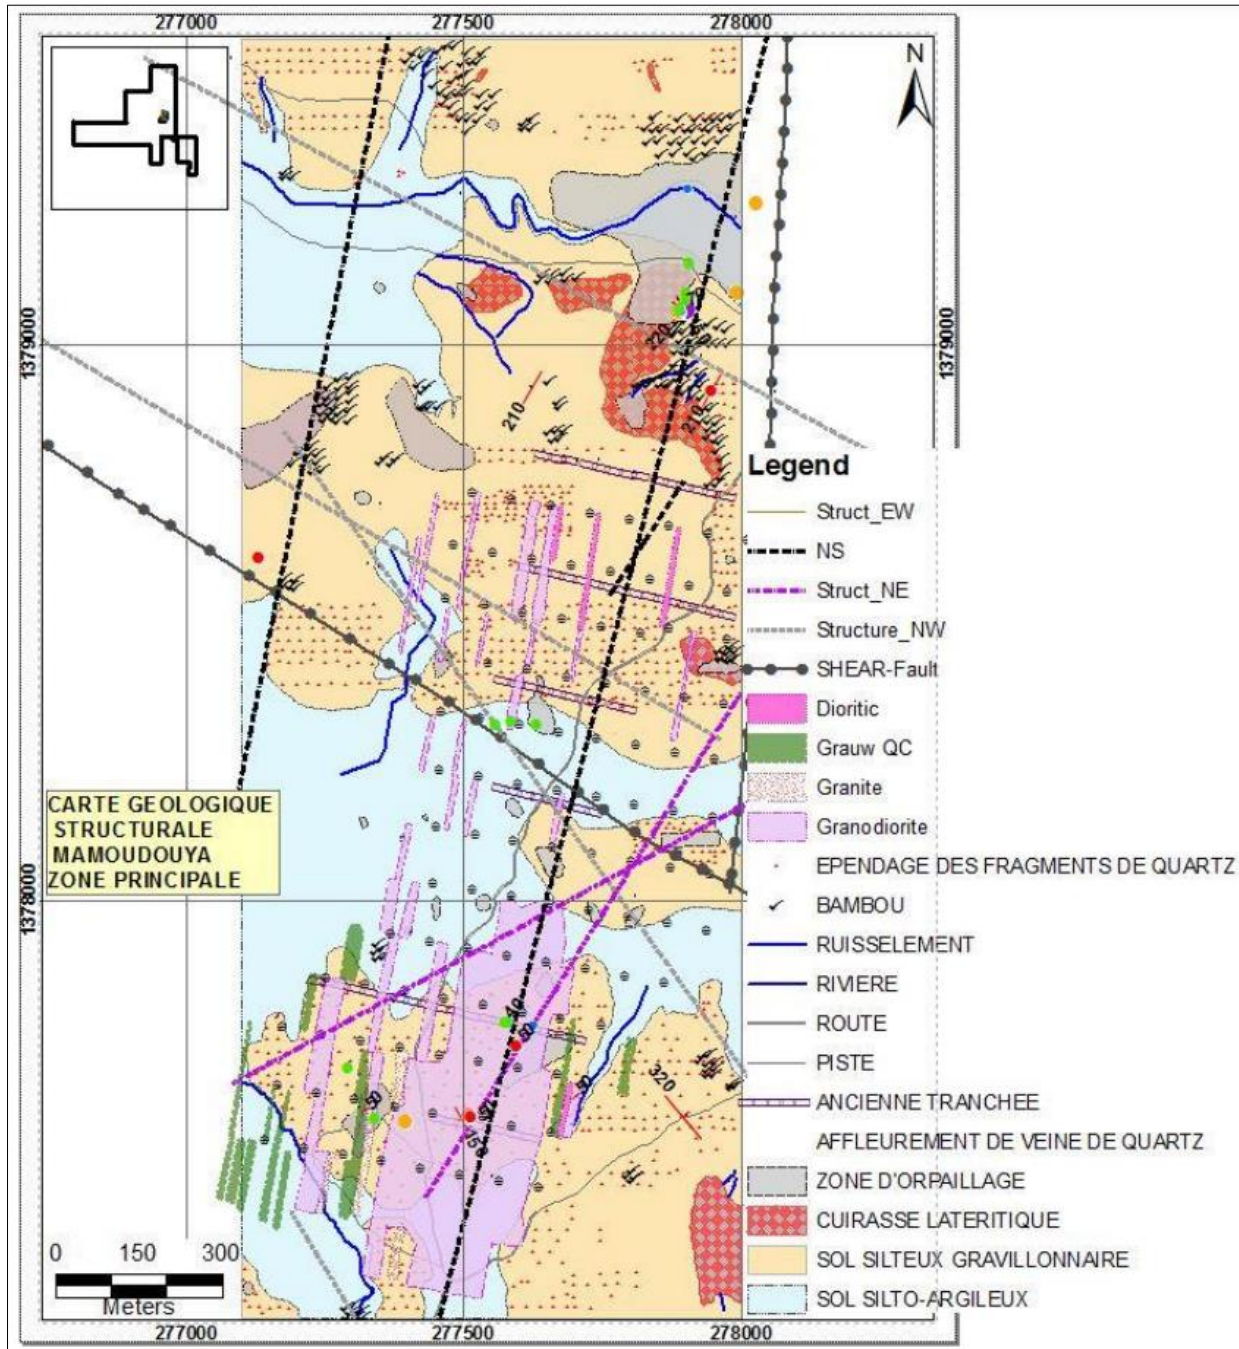 277000 277500 278000
N
1379000
1379000
220
210
210
Legend
Struct_EW
NS
Struct_NE
Structure_NW
SHEAR-Fault
Dioritic
Grauw QC
Granite
Granodiorite
EPENDAGE DES FRAGMENTS DE QUARTZ
BAMBOU
RUISSELEMENT
RIVIERE
ROUTE
PISTE
ANCIENNE TRANCHEE
AFFLEUREMENT DE VEINE DE QUARTZ
ZONE D'ORPAILLAGE
CUIRASSE LATERITIQUE
SOL SILTEUX GRAVILLONNAIRE
SOL SILTO-ARGILEUX
CARTE GEOLOGIQUE
STRUCTURALE
MAMOUDOUYA
ZONE PRINCIPALE
1378000
40
50
50
320
0 150 300
Meters
277000 277500 278000